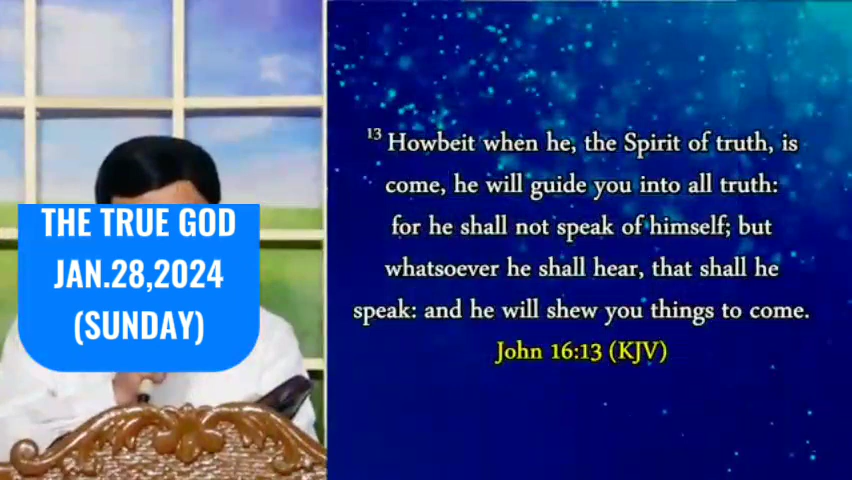 THE TRUE GOD
JAN.28,2024
(SUNDAY)
13 Howbeit when he, the Spirit of truth, is
come, he will guide you into all truth:
for he shall not speak of himself; but
whatsoever he shall hear, that shall he
speak: and he will shew you things to come.
John 16:13 (KJV)